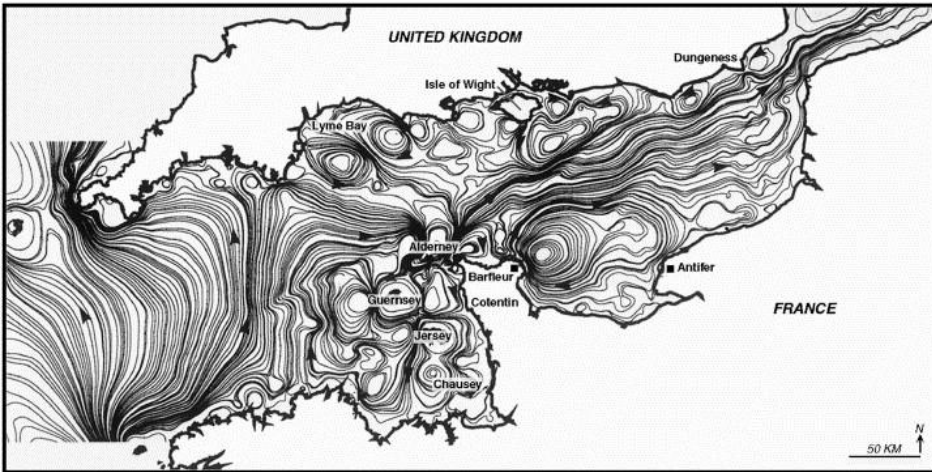 UNITED KINGDOM
Dungeness
Isle of Wight
Lyme Bay
Alderney
Barfleur
Antifer
Guernsey
Cotentin
FRANCE
Jersey
Chausey
N
50 KM